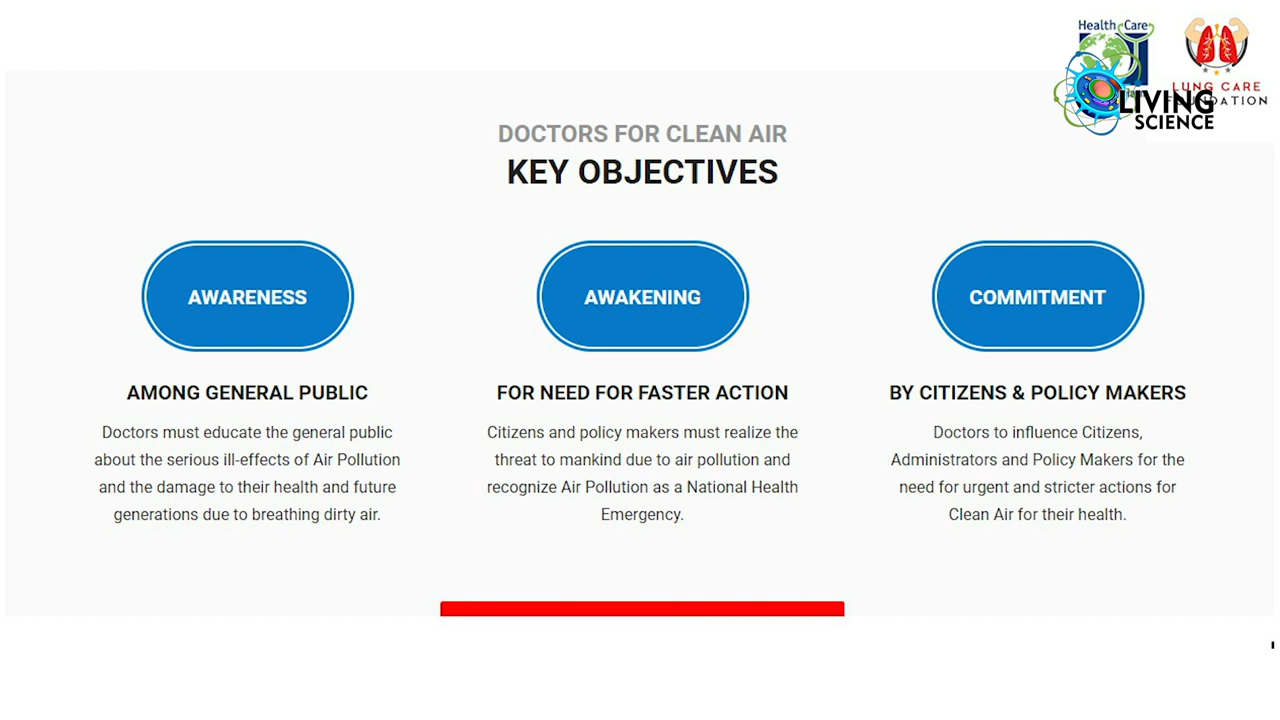 Health Care
LUNG CARE
FOUNDATION
LIVING
SCIENCE
DOCTORS FOR CLEAN AIR
KEY OBJECTIVES
AWARENESS
AMONG GENERAL PUBLIC
Doctors must educate the general public
about the serious ill-effects of Air Pollution
and the damage to their health and future
generations due to breathing dirty air.
AWAKENING
FOR NEED FOR FASTER ACTION
Citizens and policy makers must realize the
threat to mankind due to air pollution and
recognize Air Pollution as a National Health
Emergency.
COMMITMENT
BY CITIZENS & POLICY MAKERS
Doctors to influence Citizens,
Administrators and Policy Makers for the
need for urgent and stricter actions for
Clean Air for their health.